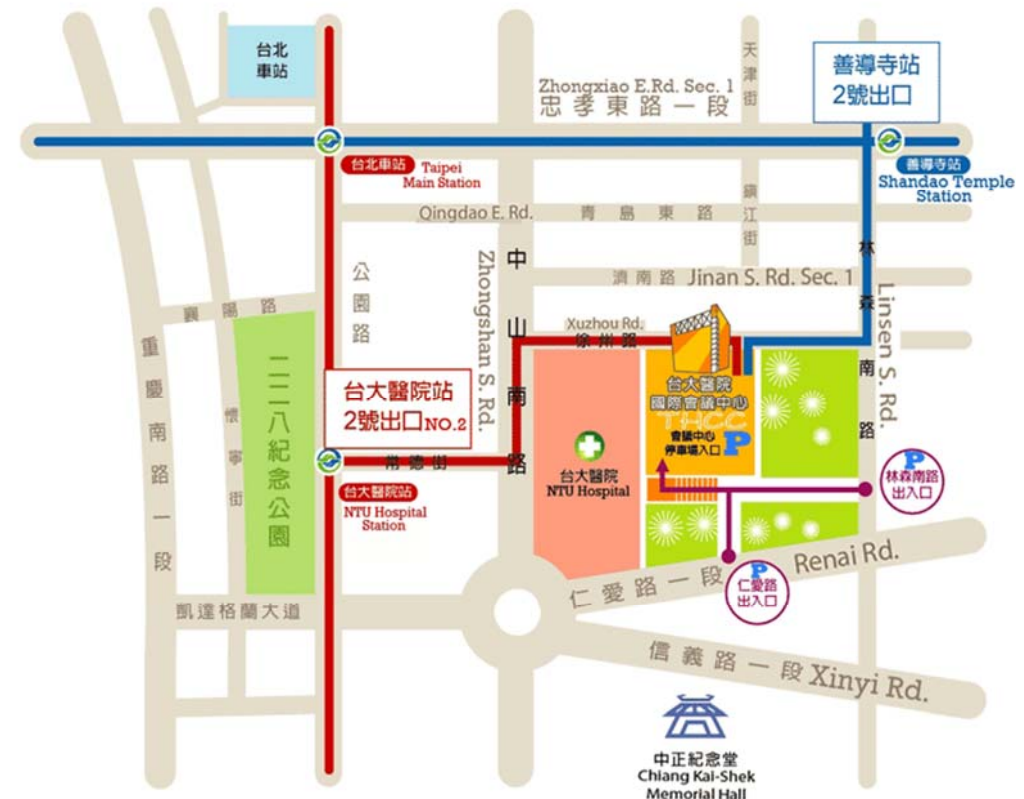 台北
車站
天津街
善導寺站
2號出口
Zhongxiao E.Rd. Sec. 1
忠孝東路一段
台北車站
Taipei
Main Station
善導寺站
Shandao Temple
Station
Qingdao E. Rd.
青島東路
鎮江街
公園路
Zhongshan S. Rd.
中山南路
濟南路 Jinan S. Rd. Sec. 1
林森南路
Linsen S. Rd.
襄陽路
Xuzhou Rd.
徐州路
重慶南路一段
二二八紀念公園
懷寧街
台大醫院站
2號出口NO.2
台大醫院
國際會議中心
THCC
會議中心
停車場入口
P
常德街
台大醫院站
NTU Hospital
Station
台大醫院
NTU Hospital
P
林森南路
出入口
Renai Rd.
仁愛路一段
P
仁愛路
出入口
凱達格蘭大道
信義路一段 Xinyi Rd.
中正紀念堂
Chiang Kai-Shek
Memorial Hall